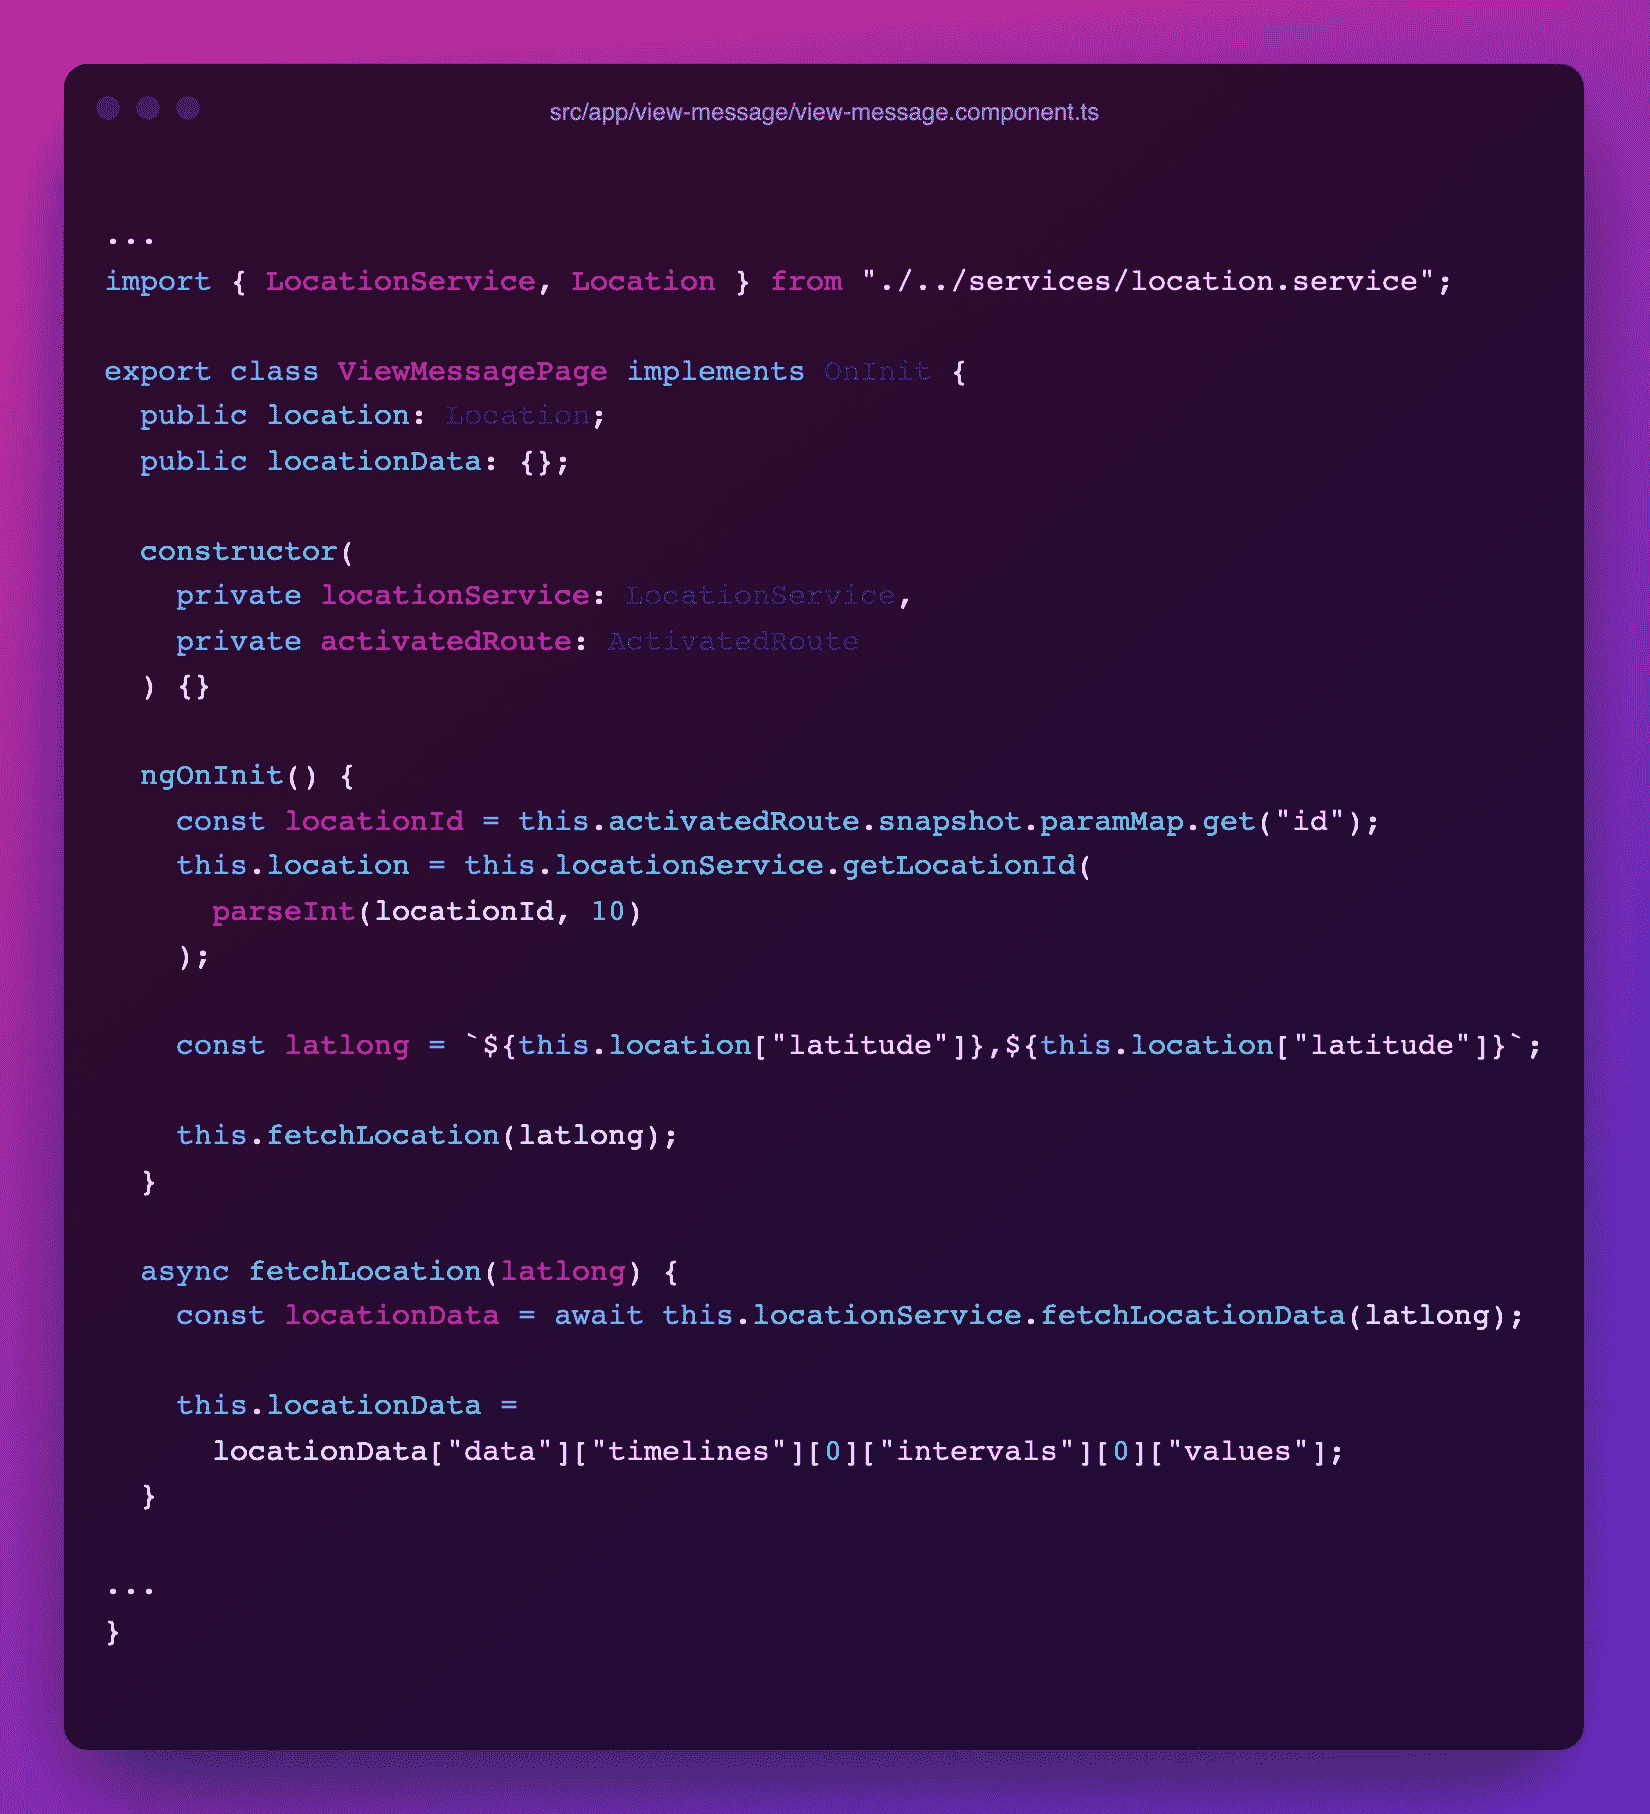 src/app/view-message/view-message.component.ts
...
import { LocationService, Location } from "./../services/location.service";
export class ViewMessagePage implements OnInit {
  public location: Location;
  public locationData: {};
  constructor(
    private locationService: LocationService,
    private activatedRoute: ActivatedRoute
  ) {}
  ngOnInit() {
    const locationId = this.activatedRoute.snapshot.paramMap.get("id");
    this.location = this.locationService.getLocationId(
      parseInt(locationId, 10)
    );
    const latlong = `${this.location["latitude"]},${this.location["latitude"]}`;
    this.fetchLocation(latlong);
  }
  async fetchLocation(latlong) {
    const locationData = await this.locationService.fetchLocationData(latlong);
    this.locationData =
      locationData["data"]["timelines"][0]["intervals"][0]["values"];
  }
...
}